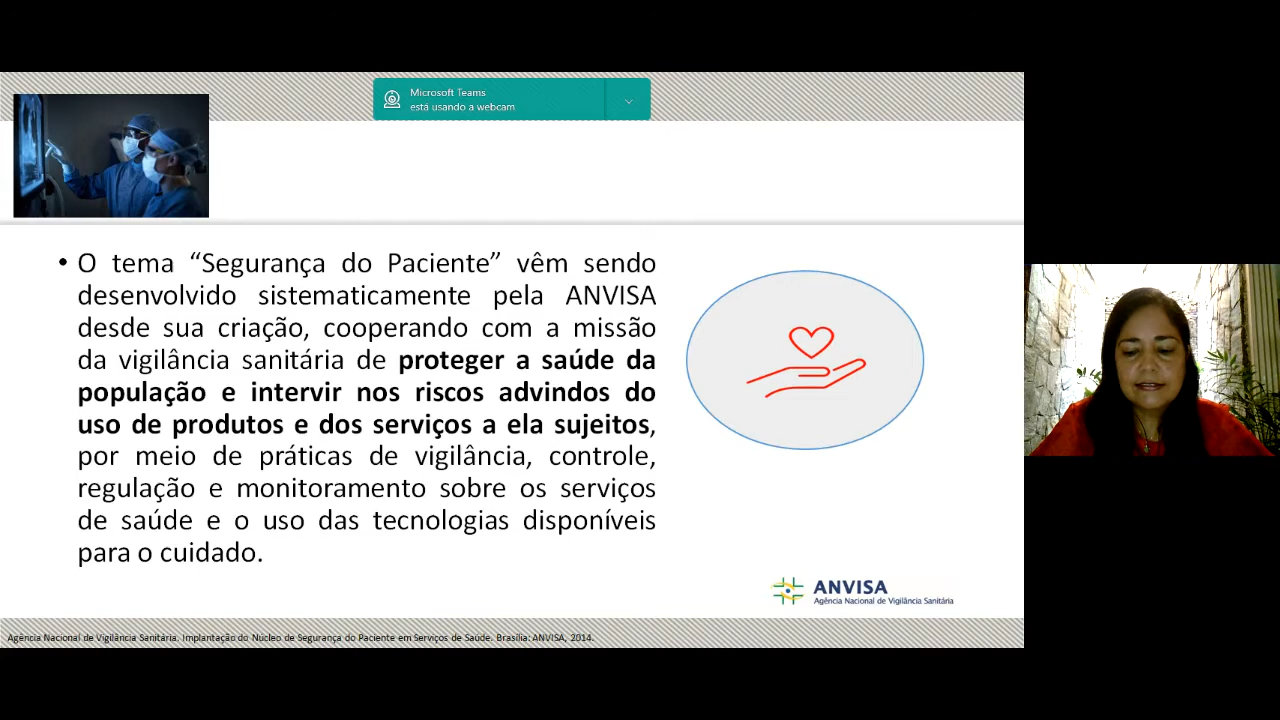 Microsoft Teams
está usando a webcam
• O tema “Segurança do Paciente” vêm sendo
desenvolvido sistematicamente pela ANVISA
desde sua criação, cooperando com a missão
da vigilância sanitária de proteger a saúde da
população e intervir nos riscos advindos do
uso de produtos e dos serviços a ela sujeitos,
por meio de práticas de vigilância, controle,
regulação e monitoramento sobre os serviços
de saúde e o uso das tecnologias disponíveis
para o cuidado.
ANVISA
Agência Nacional de Vigilância Sanitária
Agência Nacional de Vigilância Sanitária. Implantação do Núcleo de Segurança do Paciente em Serviços de Saúde. Brasília: ANVISA, 2014.